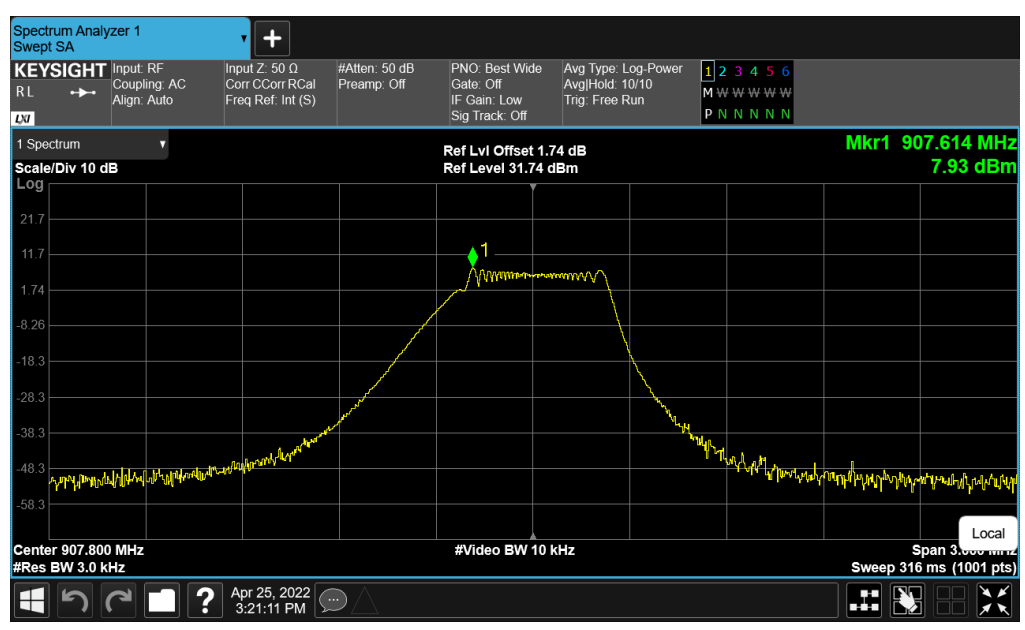 Spectrum Analyzer 1
Swept SA
KEYSIGHT
R L
LXI
Input: RF
Coupling: AC
Align: Auto
Input Z: 50 Ω
Corr CCorr RCal
Freq Ref: Int (S)
#Atten: 50 dB
Preamp: Off
PNO: Best Wide
Gate: Off
IF Gain: Low
Sig Track: Off
Avg Type: Log-Power
Avg|Hold: 10/10
Trig: Free Run
1 2 3 4 5 6
M W W W W W
P N N N N N
1 Spectrum
Scale/Div 10 dB
Log
Ref Lvl Offset 1.74 dB
Ref Level 31.74 dBm
Mkr1 907.614 MHz
7.93 dBm
21.7
11.7
1
1.74
-8.26
-18.3
-28.3
-38.3
-48.3
-58.3
Local
Center 907.800 MHz
#Video BW 10 kHz
Span
#Res BW 3.0 kHz
Sweep 316 ms (1001 pts)
Apr 25, 2022
3:21:11 PM